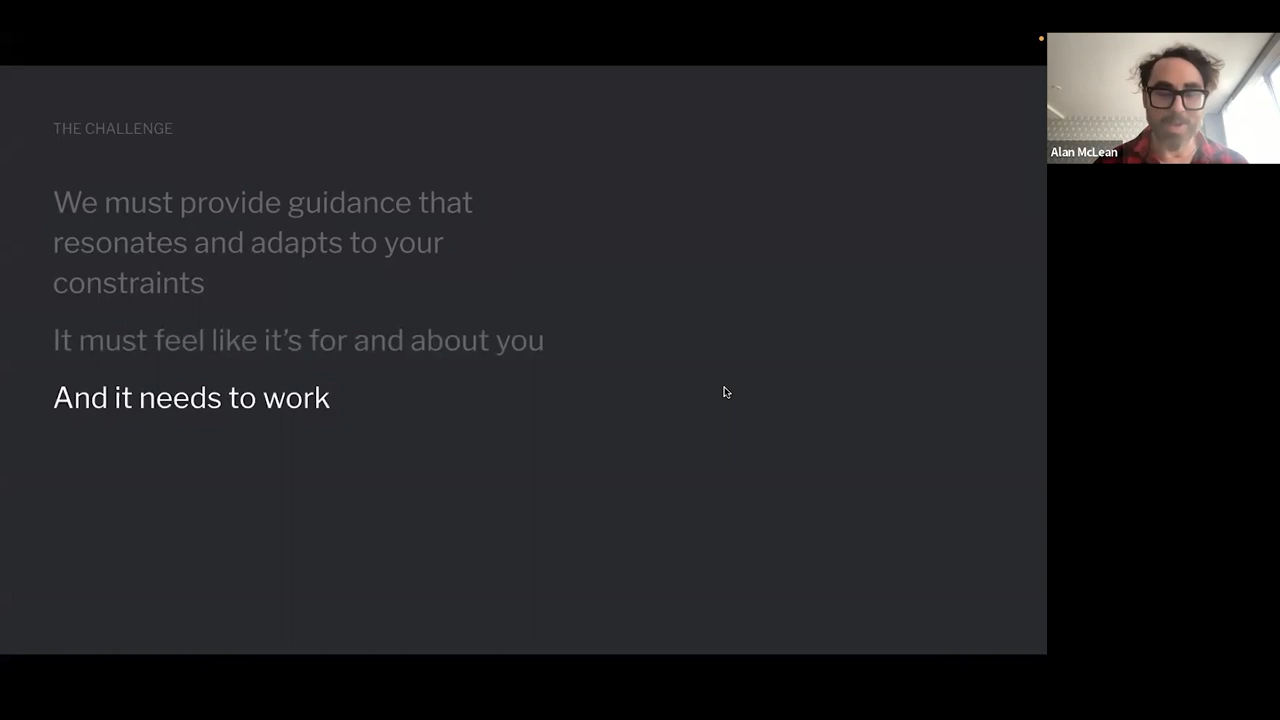 THE CHALLENGE
We must provide guidance that
resonates and adapts to your
constraints
It must feel like it’s for and about you
And it needs to work
Alan McLean